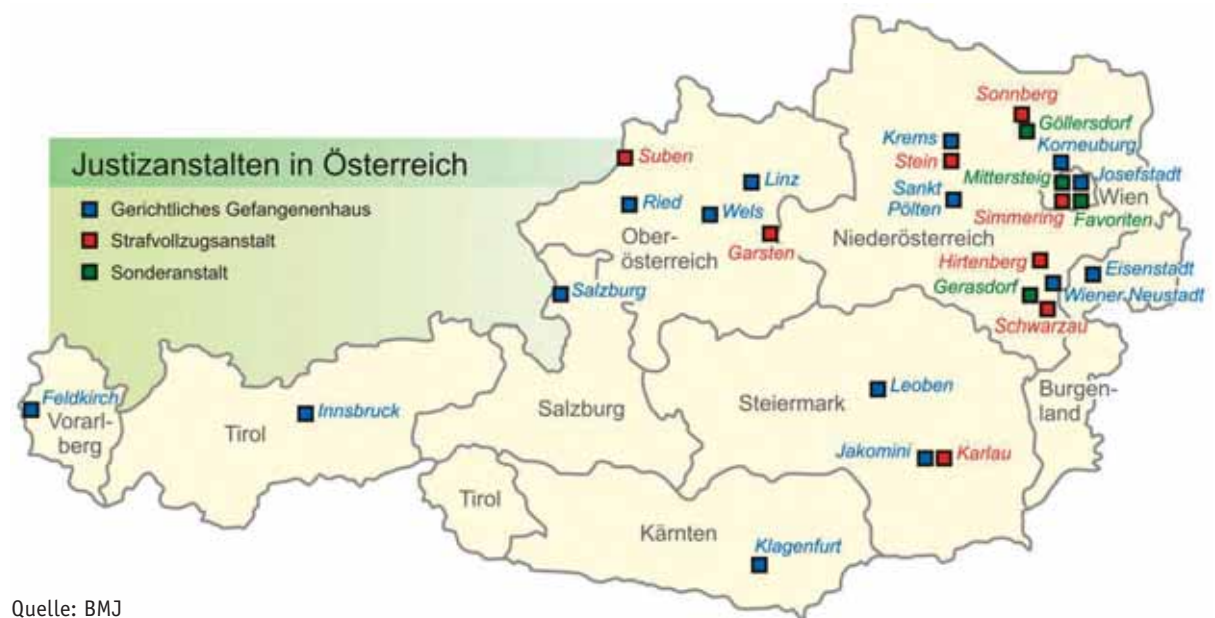 Justizanstalten in Österreich
Gerichtliches Gefangenenhaus
Strafvollzugsanstalt
Sonderanstalt
Sonnberg
Göllersdorf
Krems
Korneuburg
Stein
Mittersteig
Josefstadt
Wien
Sankt
Pölten
Simmering
Favoriten
Niederösterreich
Hirtenberg
Eisenstadt
Gerasdorf
Wiener Neustadt
Schwarzau
Suben
Linz
Ried
Wels
Garsten
Ober-
österreich
Salzburg
Feldkirch
Vorarl-
berg
Innsbruck
Tirol
Salzburg
Leoben
Steiermark
Burgen-
land
Jakomini
Karlau
Tirol
Kärnten
Klagenfurt
Quelle: BMJ